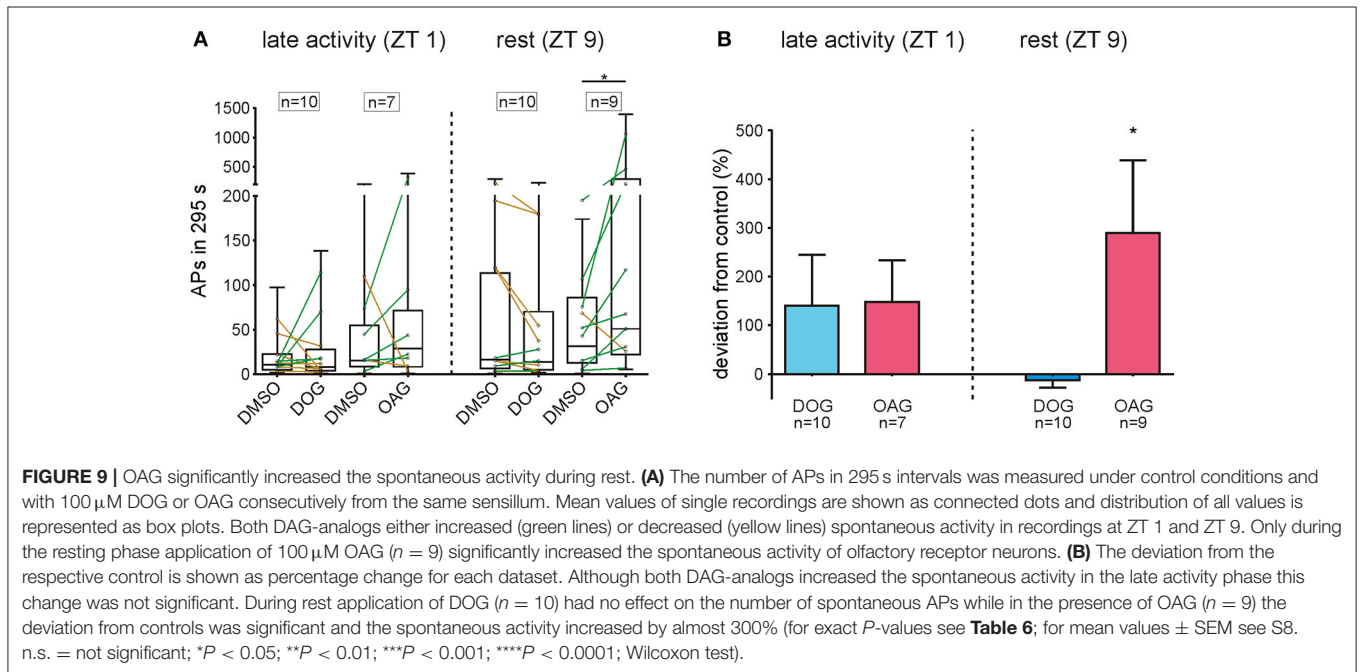 A late activity (ZT 1) rest (ZT 9)
*
n=10 n=7 n=10 n=9
1500
1000
500
200
150
100
50
0
APs in 295 s
DMSO DOG DMSO OAG DMSO DOG DMSO OAG
B late activity (ZT 1) rest (ZT 9)
500
400
300
200
100
0
deviation from control (%)
*
DOG OAG DOG OAG
n=10 n=7 n=10 n=9
FIGURE 9 | OAG significantly increased the spontaneous activity during rest. (A) The number of APs in 295 s intervals was measured under control conditions and
with 100 μM DOG or OAG consecutively from the same sensillum. Mean values of single recordings are shown as connected dots and distribution of all values is
represented as box plots. Both DAG-analogs either increased (green lines) or decreased (yellow lines) spontaneous activity in recordings at ZT 1 and ZT 9. Only during
the resting phase application of 100 μM OAG (n = 9) significantly increased the spontaneous activity of olfactory receptor neurons. (B) The deviation from the
respective control is shown as percentage change for each dataset. Although both DAG-analogs increased the spontaneous activity in the late activity phase this
change was not significant. During rest application of DOG (n = 10) had no effect on the number of spontaneous APs while in the presence of OAG (n = 9) the
deviation from controls was significant and the spontaneous activity increased by almost 300% (for exact P-values see Table 6; for mean values ± SEM see S8.
n.s. = not significant; *P < 0.05; **P < 0.01; ***P < 0.001; ****P < 0.0001; Wilcoxon test).